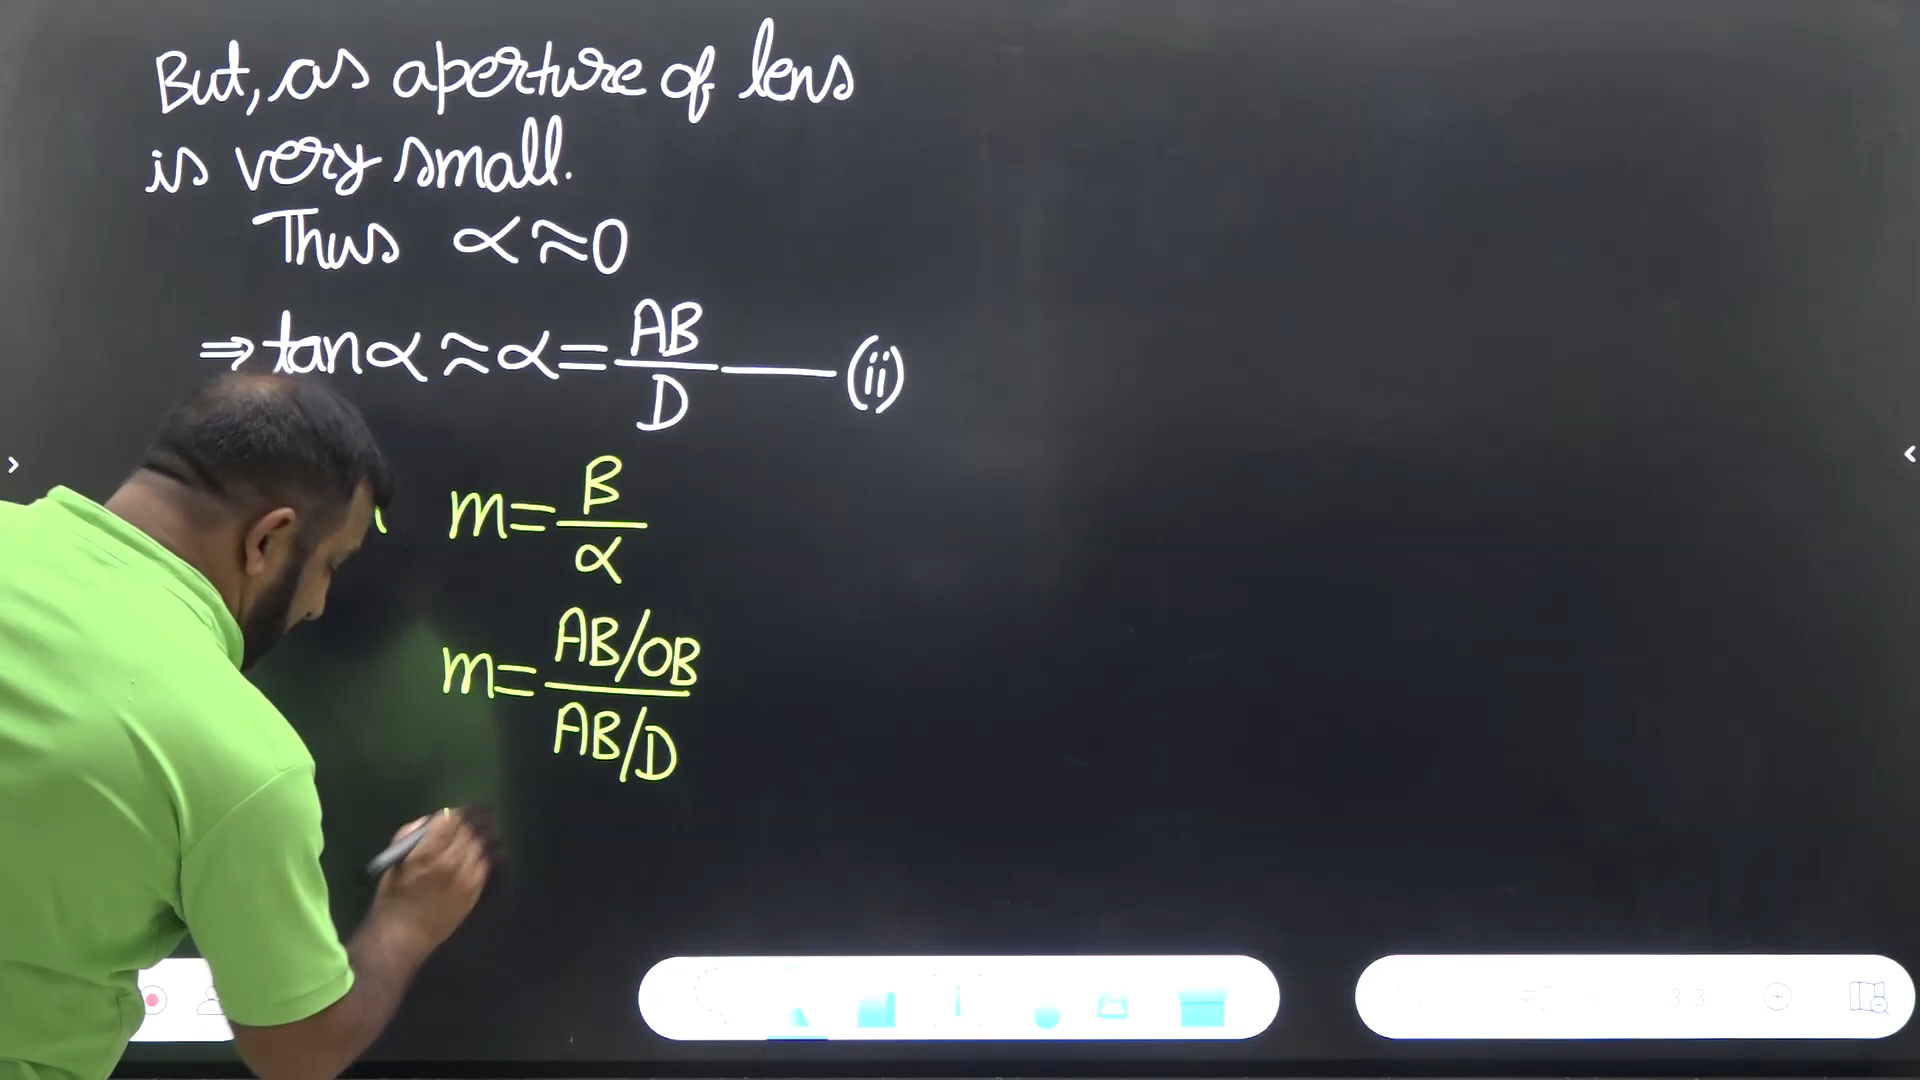 But, as aperture of lens
is very small.
Thus α≈0
⇒ tanα ≈ α = AB/D —— (ii)
m = β/α
m = (AB/OB)/(AB/D)